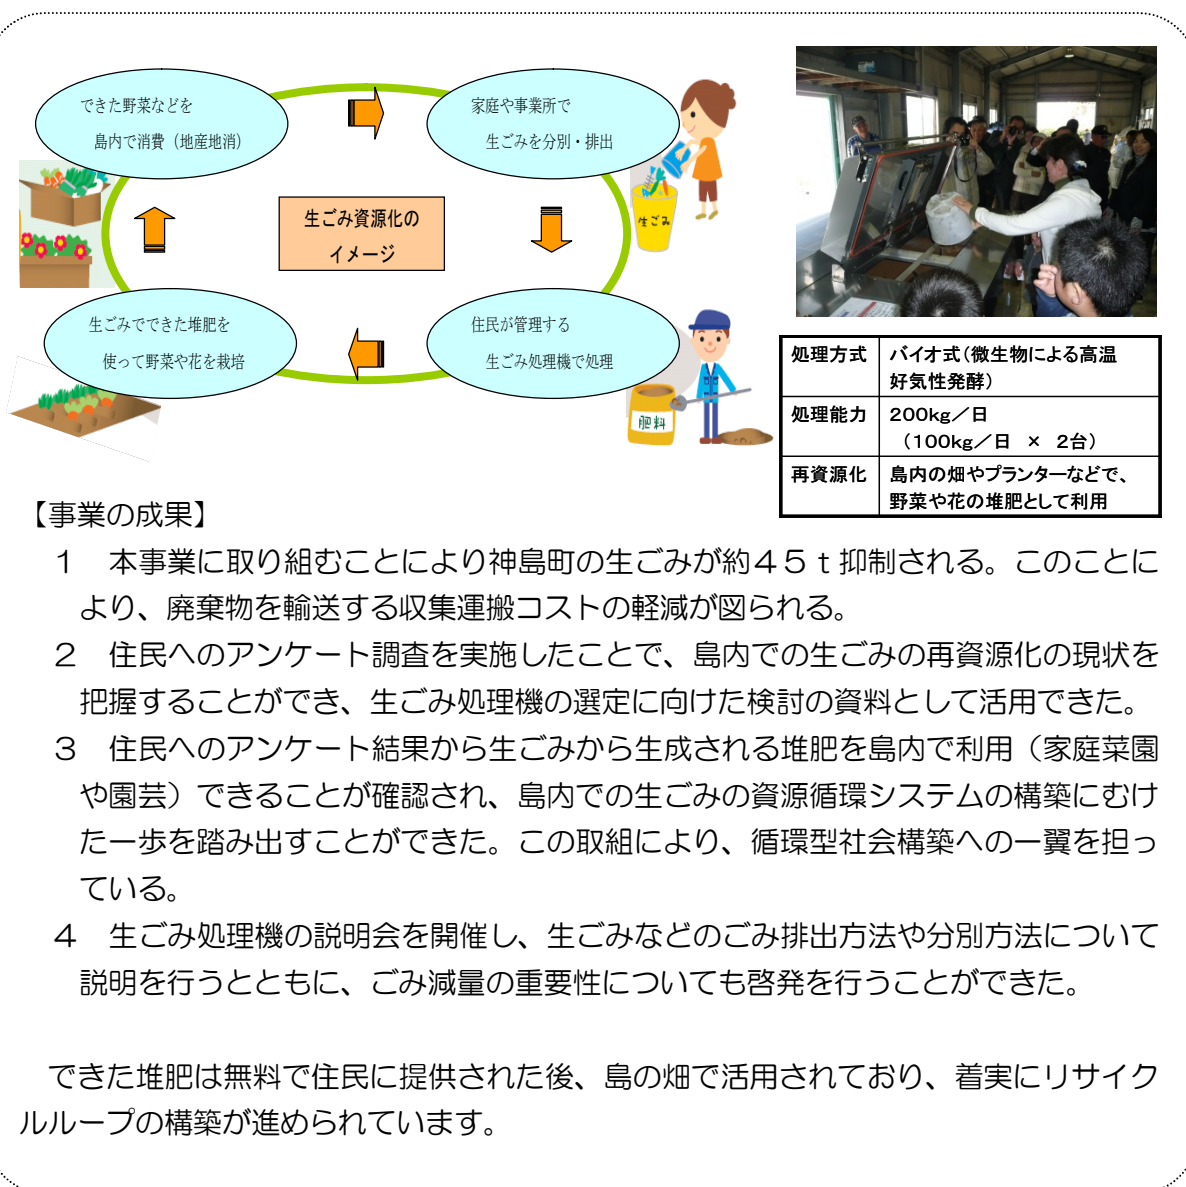 できた野菜などを
島内で消費（地産地消）
家庭や事業所で
生ごみを分別・排出
生ごみ
生ごみ資源化の
イメージ
生ごみでできた堆肥を
使って野菜や花を栽培
住民が管理する
生ごみ処理機で処理
肥料
処理方式 バイオ式（微生物による高温
好気性発酵）
処理能力 200kg／日
（100kg／日 × 2台）
再資源化 島内の畑やプランターなどで、
野菜や花の堆肥として利用
【事業の成果】
１ 本事業に取り組むことにより神島町の生ごみが約４５ｔ抑制される。このことに
より、廃棄物を輸送する収集運搬コストの軽減が図られる。
２ 住民へのアンケート調査を実施したことで、島内での生ごみの再資源化の現状を
把握することができ、生ごみ処理機の選定に向けた検討の資料として活用できた。
３ 住民へのアンケート結果から生ごみから生成される堆肥を島内で利用（家庭菜園
や園芸）できることが確認され、島内での生ごみの資源循環システムの構築にむけ
た一歩を踏み出すことができた。この取組により、循環型社会構築への一翼を担っ
ている。
４ 生ごみ処理機の説明会を開催し、生ごみなどのごみ排出方法や分別方法について
説明を行うとともに、ごみ減量の重要性についても啓発を行うことができた。
できた堆肥は無料で住民に提供された後、島の畑で活用されており、着実にリサイク
ルループの構築が進められています。